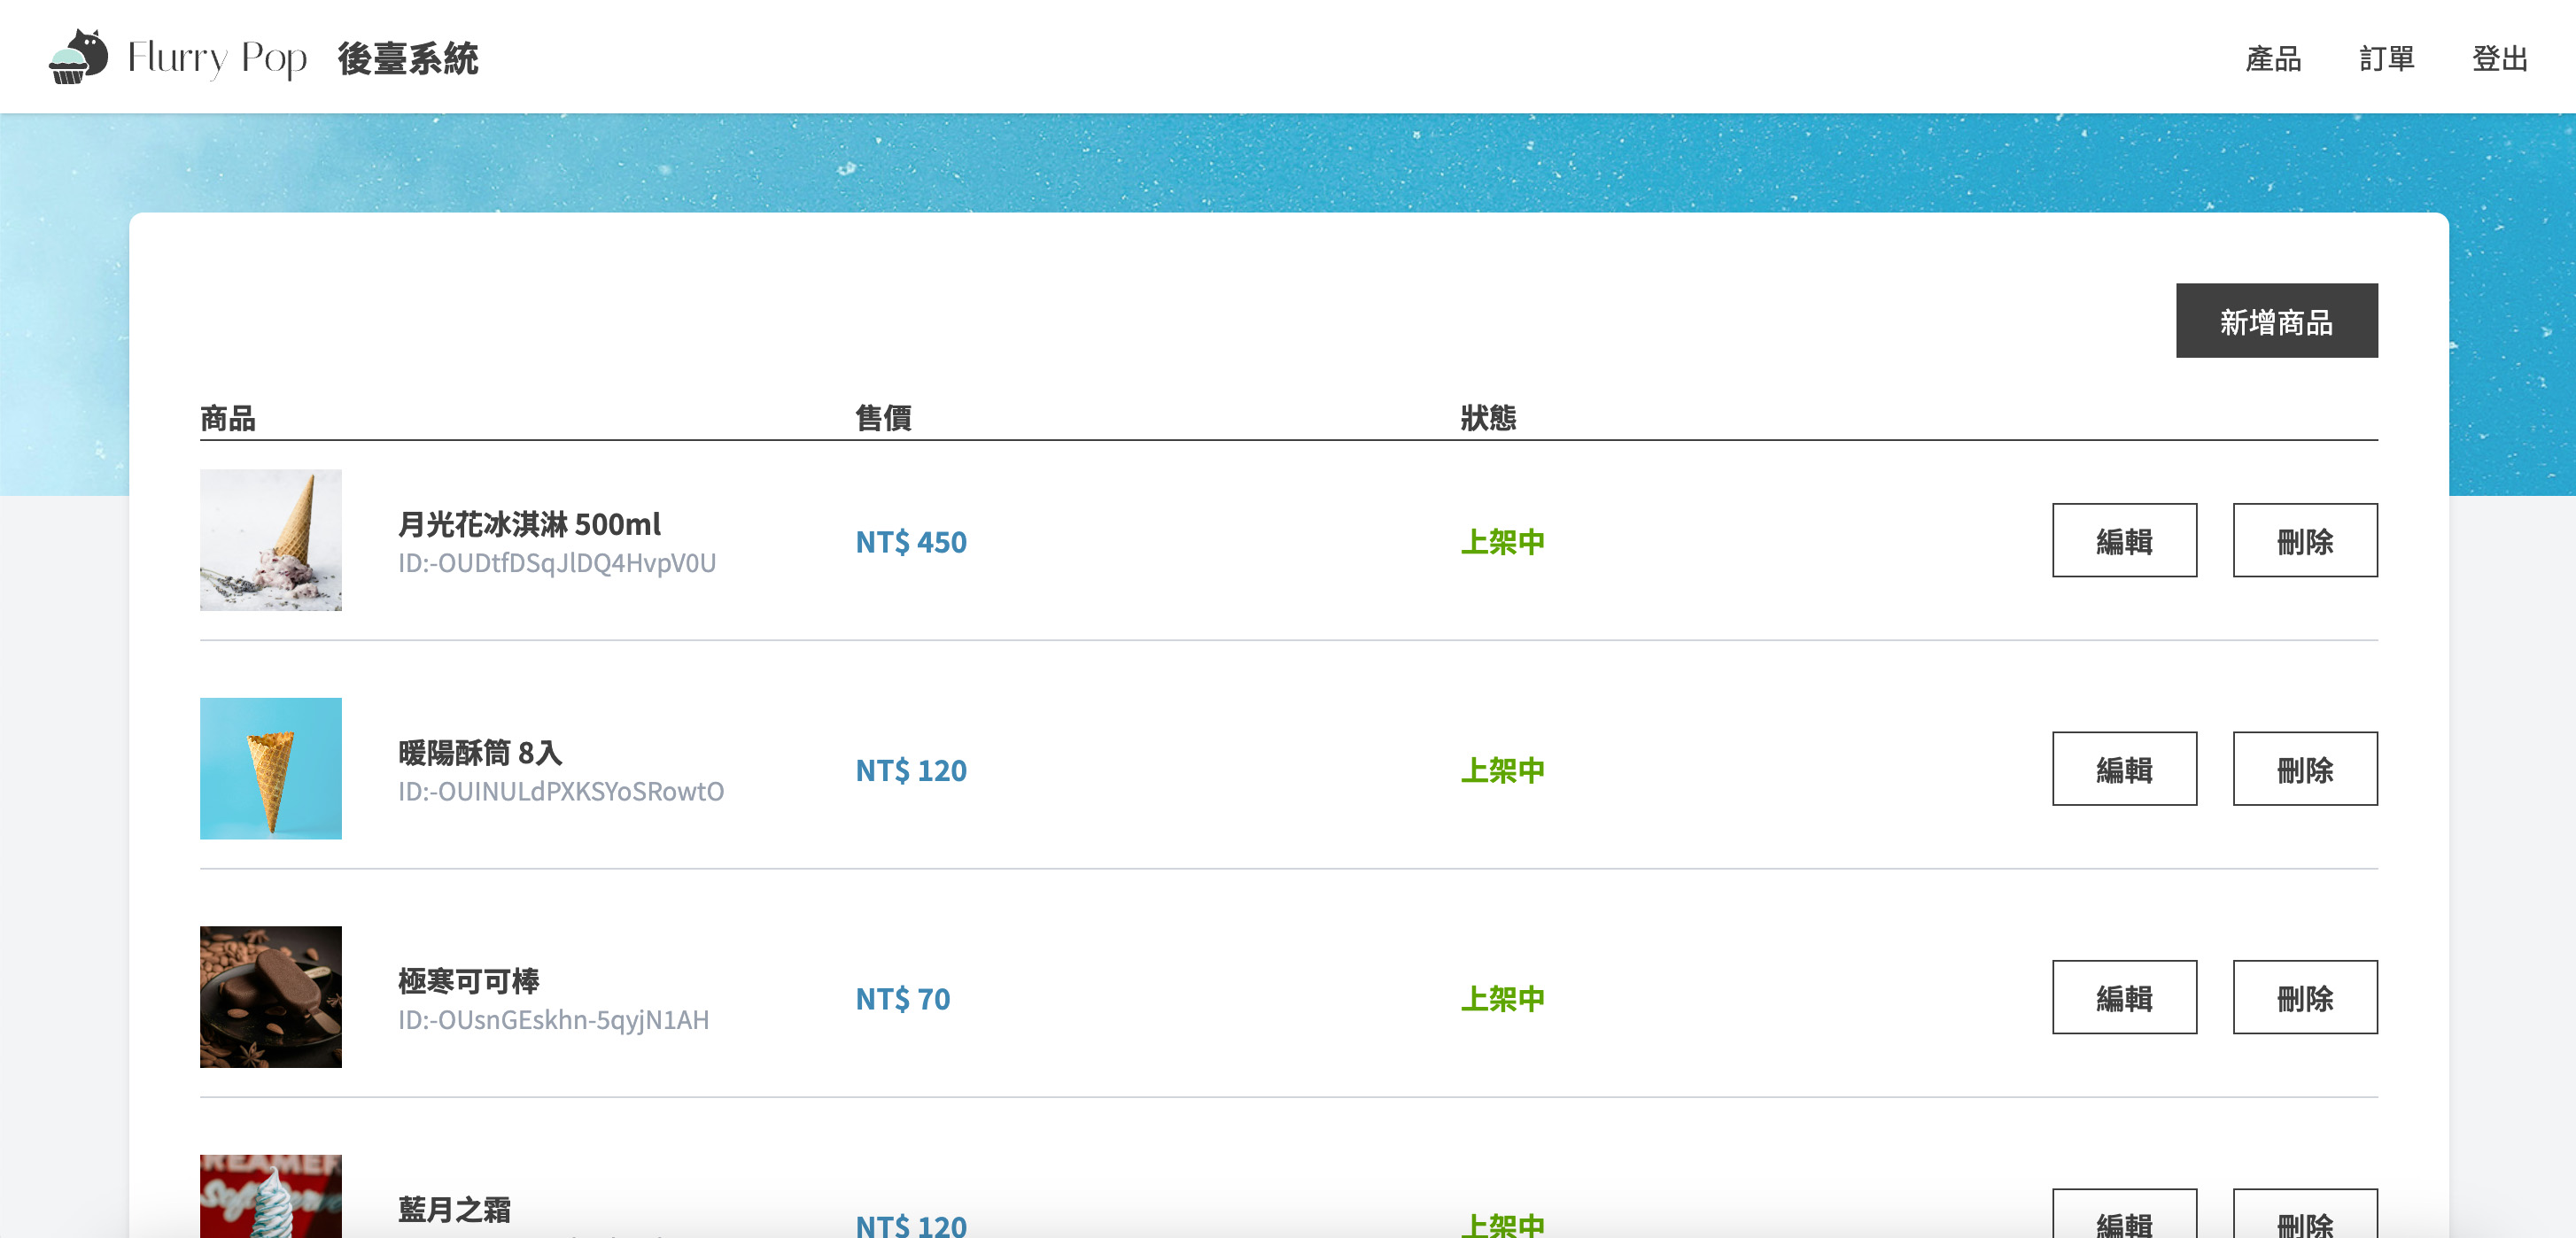 Flurry Pop 後臺系統
產品 訂單 登出
新增商品
商品 售價 狀態
月光花冰淇淋 500ml
ID:-OUDtfDSqJlDQ4HvpV0U
NT$ 450 上架中 編輯 刪除
暖陽酥筒 8入
ID:-OUINULdPXKSYoSRowtO
NT$ 120 上架中 編輯 刪除
極寒可可棒
ID:-OUsnGEskhn-5qyjN1AH
NT$ 70 上架中 編輯 刪除
藍月之霜
NT$ 120 上架中 編輯 刪除